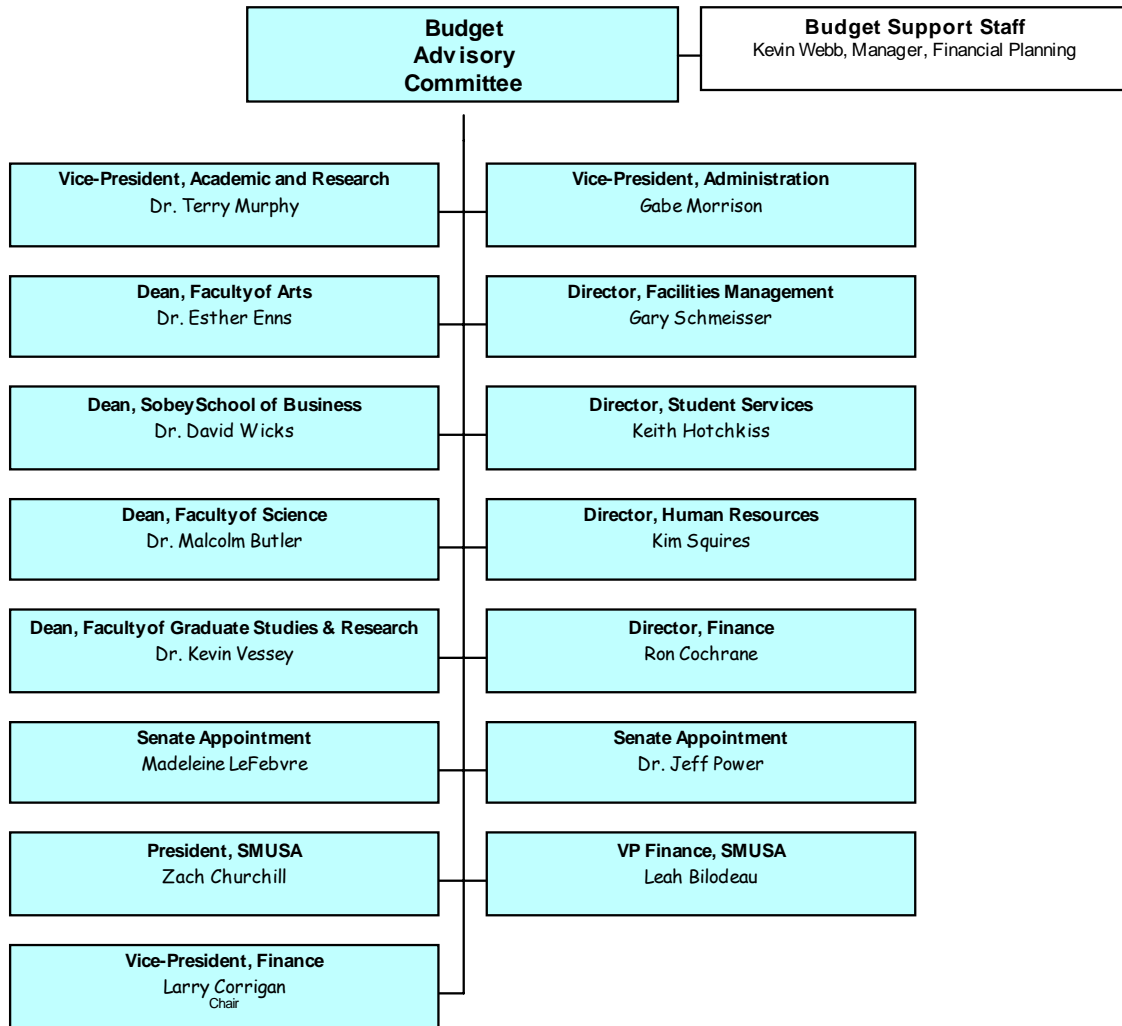 Budget
Advisory
Committee
Budget Support Staff
Kevin Webb, Manager, Financial Planning
Vice-President, Academic and Research
Dr. Terry Murphy
Vice-President, Administration
Gabe Morrison
Dean, Faculty of Arts
Dr. Esther Enns
Director, Facilities Management
Gary Schmeisser
Dean, Sobey School of Business
Dr. David Wicks
Director, Student Services
Keith Hotchkiss
Dean, Faculty of Science
Dr. Malcolm Butler
Director, Human Resources
Kim Squires
Dean, Faculty of Graduate Studies & Research
Dr. Kevin Vessey
Director, Finance
Ron Cochrane
Senate Appointment
Madeleine LeFebvre
Senate Appointment
Dr. Jeff Power
President, SMUSA
Zach Churchill
VP Finance, SMUSA
Leah Bilodeau
Vice-President, Finance
Larry Corrigan
Chair